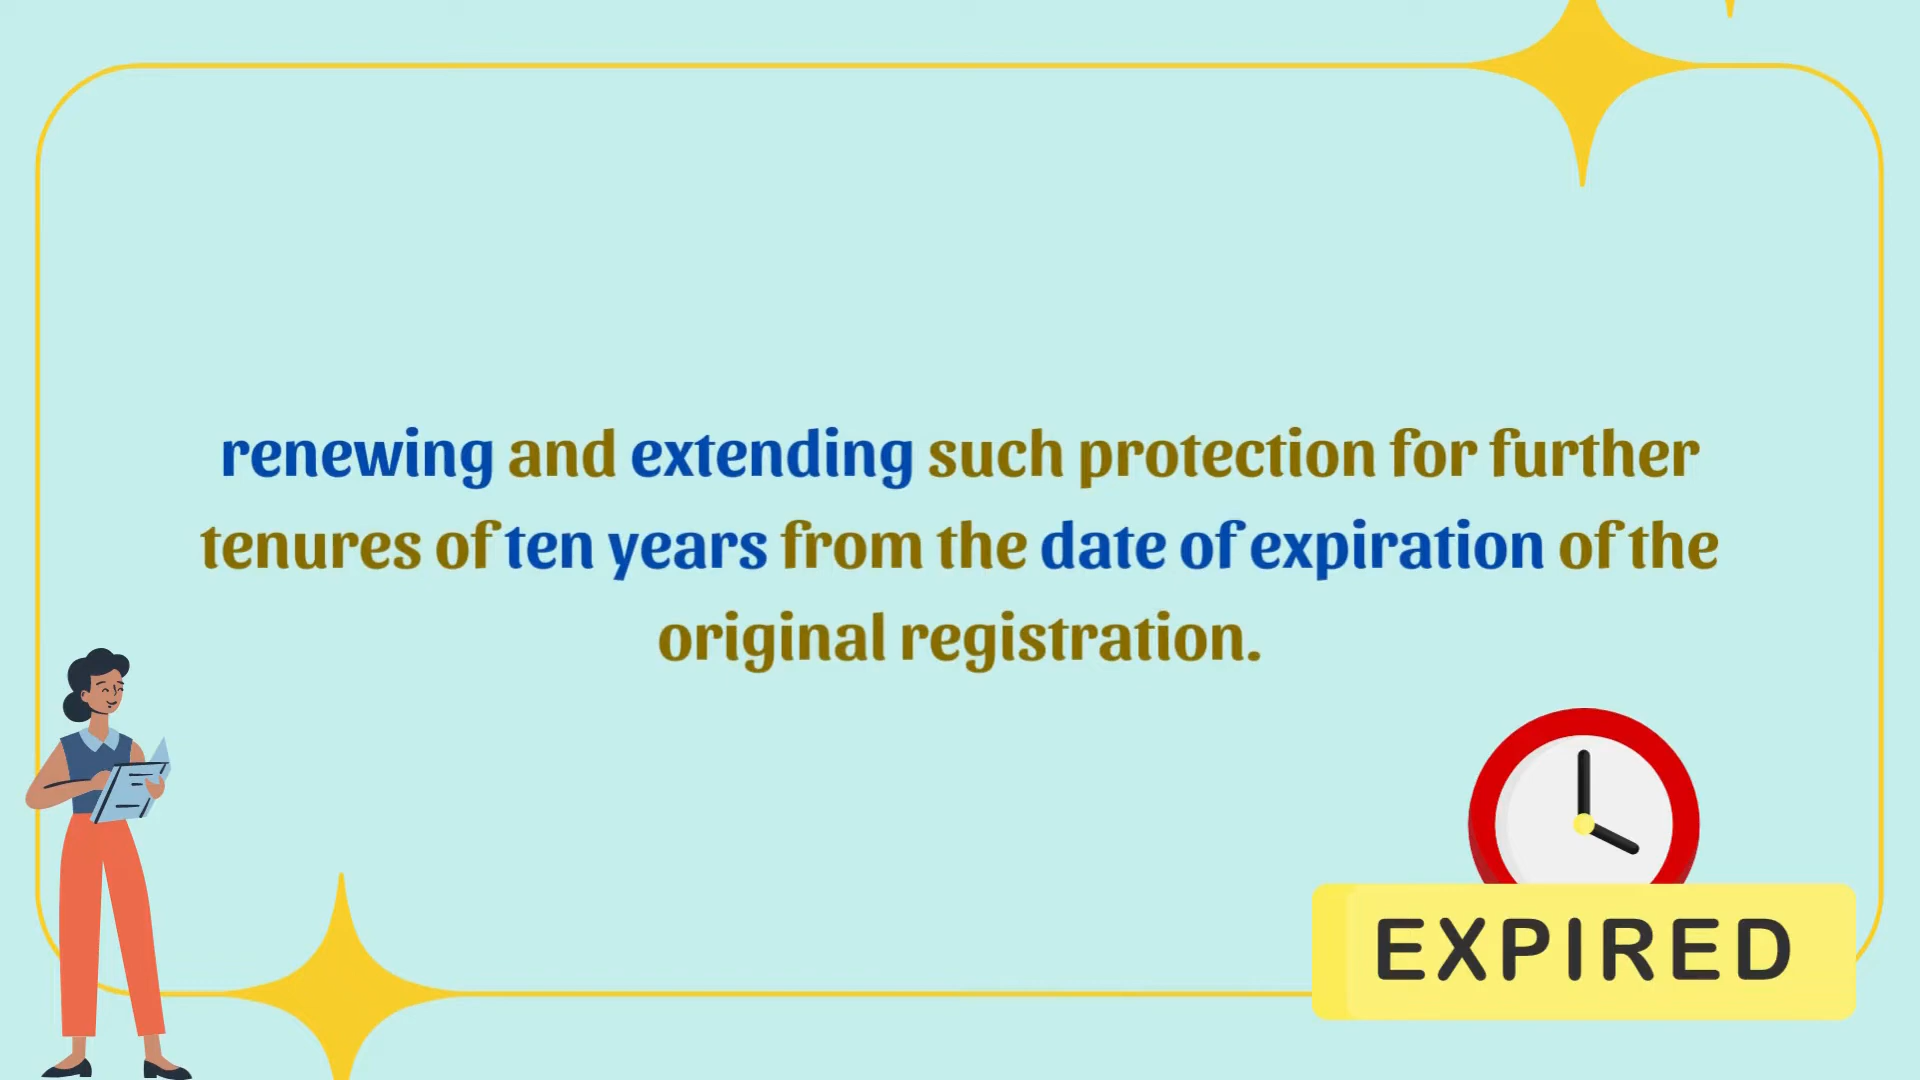 renewing and extending such protection for further
tenures of ten years from the date of expiration of the
original registration.
EXPIRED